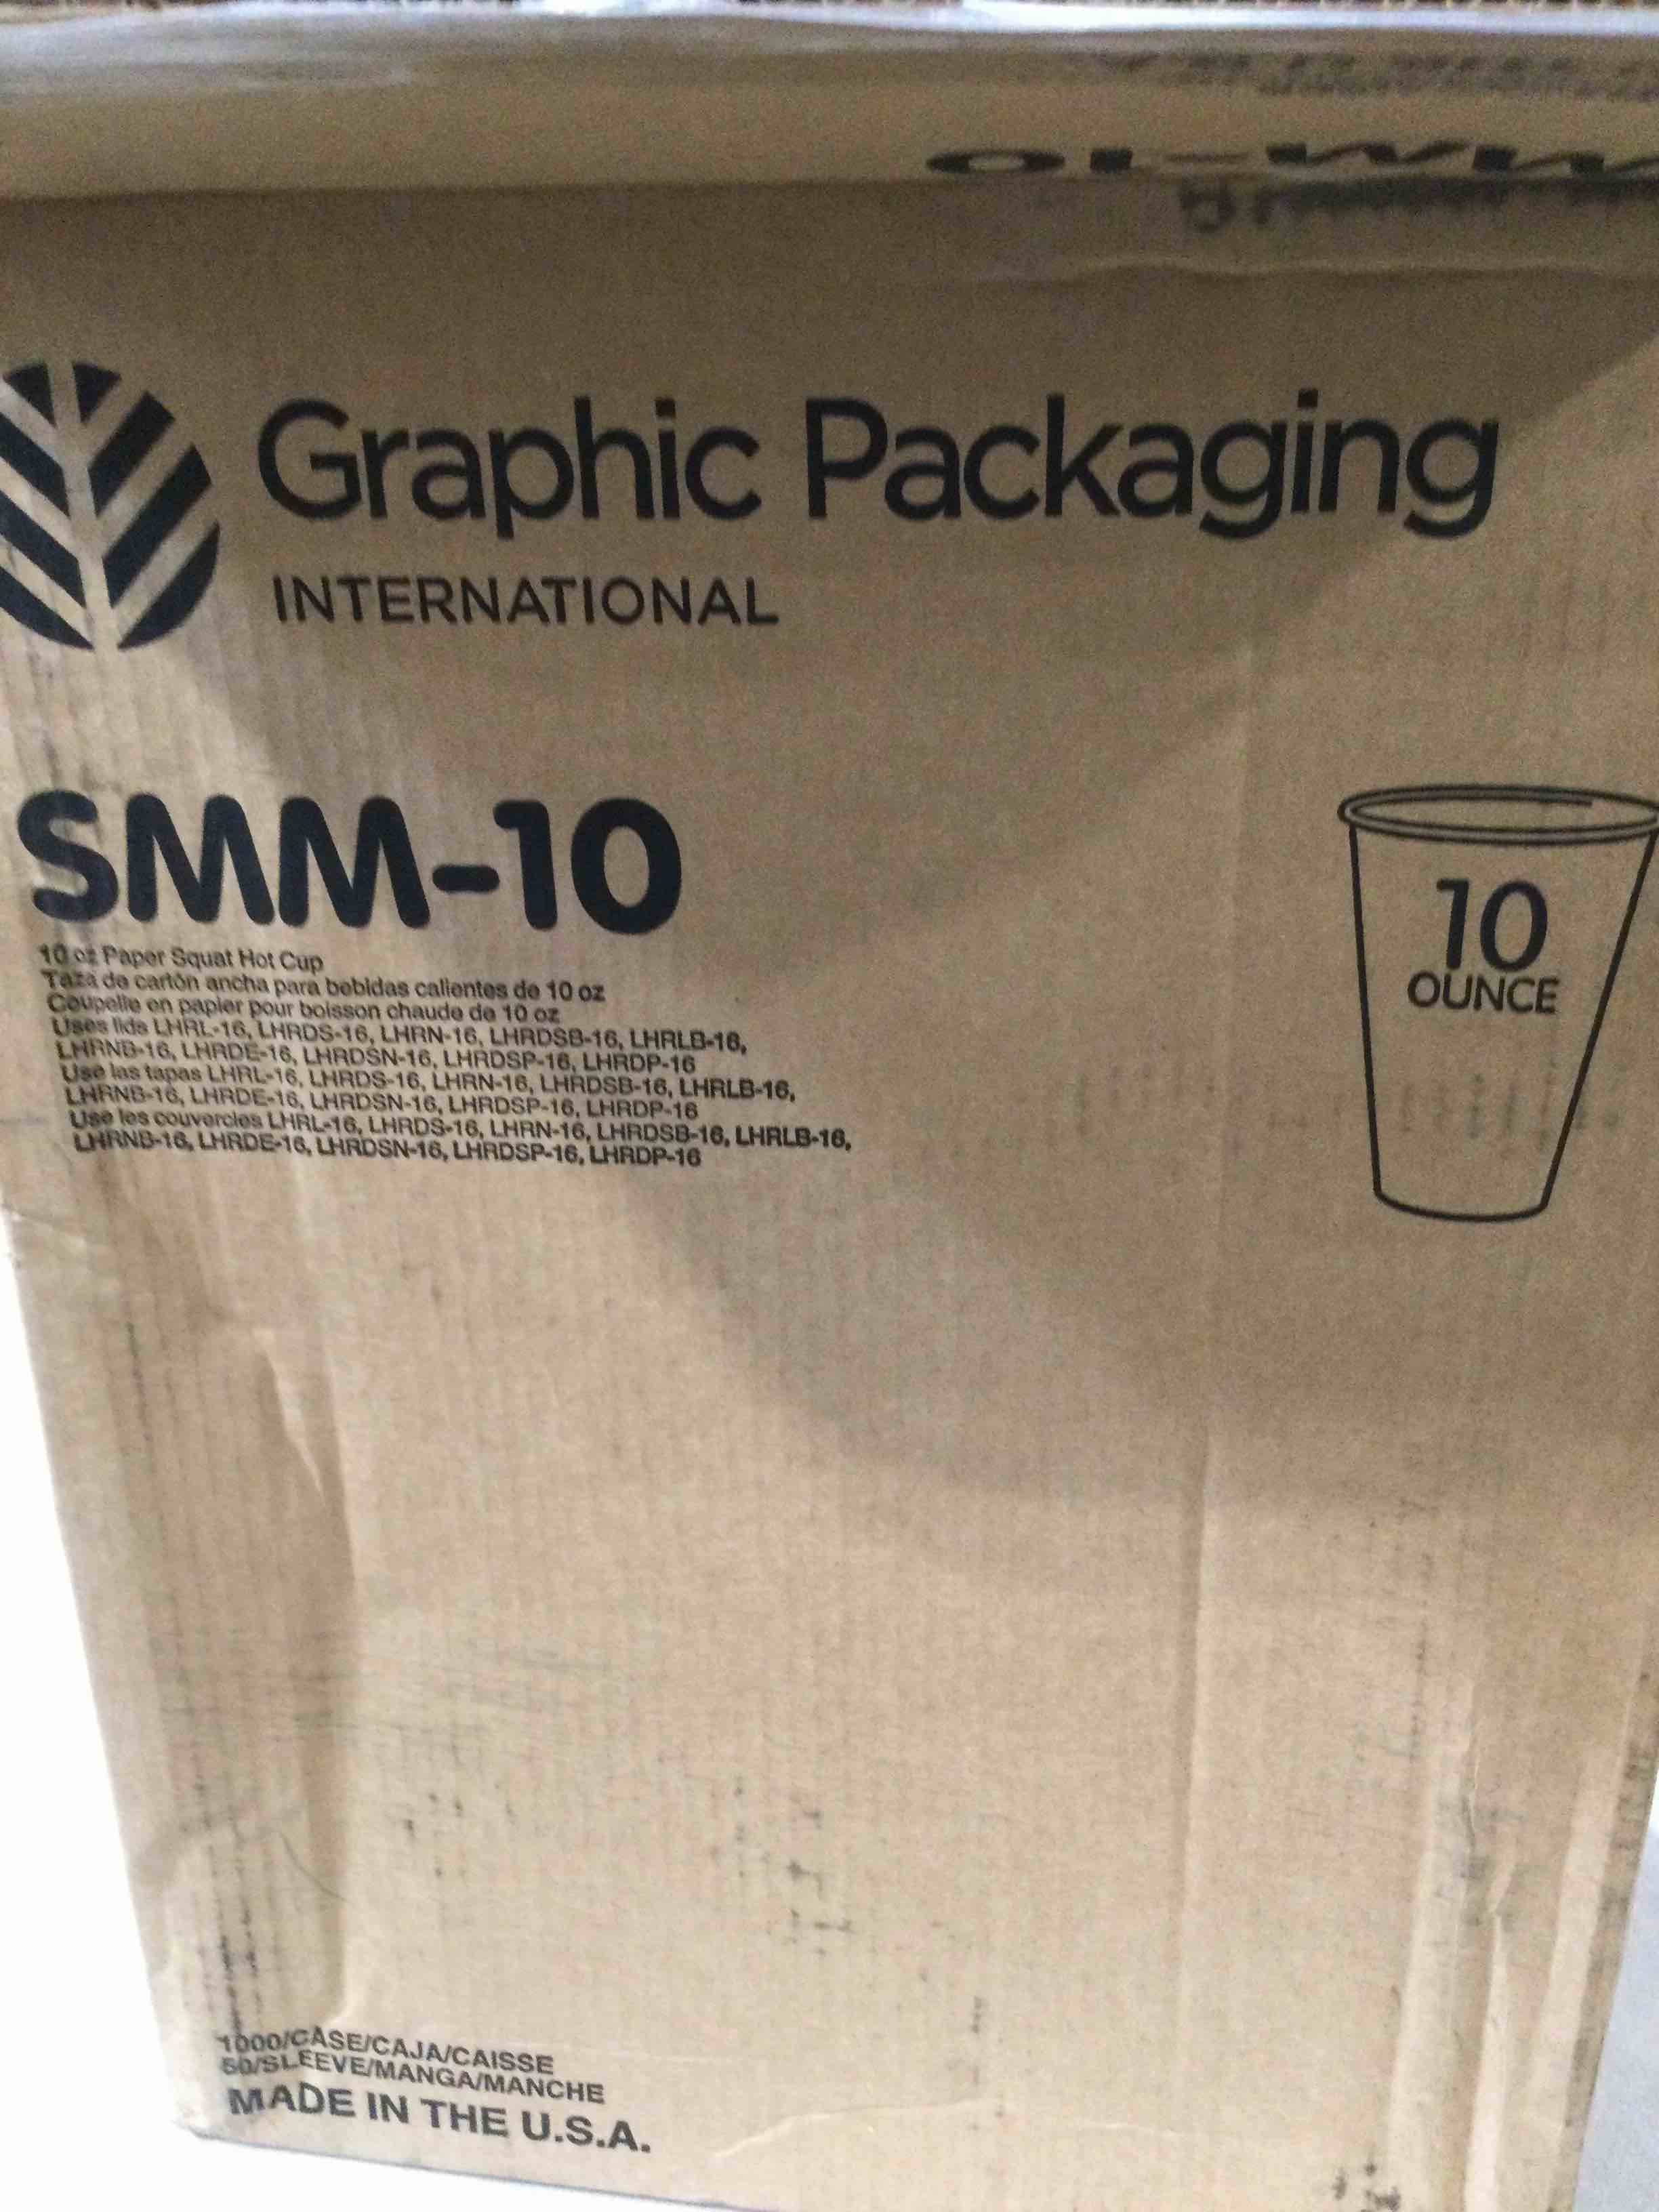 SMM-10
Graphic Packaging
INTERNATIONAL
SMM-10
10 oz Paper Squat Hot Cup
Taza de cartón ancha para bebidas calientes de 10 oz
Coupelle en papier pour boisson chaude de 10 oz
Uses lids LHRL-16, LHRDS-16, LHRN-16, LHRDSB-16, LHRLB-16,
LHRNB-16, LHRDE-16, LHRDSN-16, LHRDSP-16, LHRDP-16
Use las tapas LHRL-16, LHRDS-16, LHRN-16, LHRDSB-16, LHRLB-16,
LHRNB-16, LHRDE-16, LHRDSN-16, LHRDSP-16, LHRDP-16
Use les couvercles LHRL-16, LHRDS-16, LHRN-16, LHRDSB-16, LHRLB-16,
LHRNB-16, LHRDE-16, LHRDSN-16, LHRDSP-16, LHRDP-16
10
OUNCE
1000/CASE/CAJA/CAISSE
50/SLEEVE/MANGA/MANCHE
MADE IN THE U.S.A.